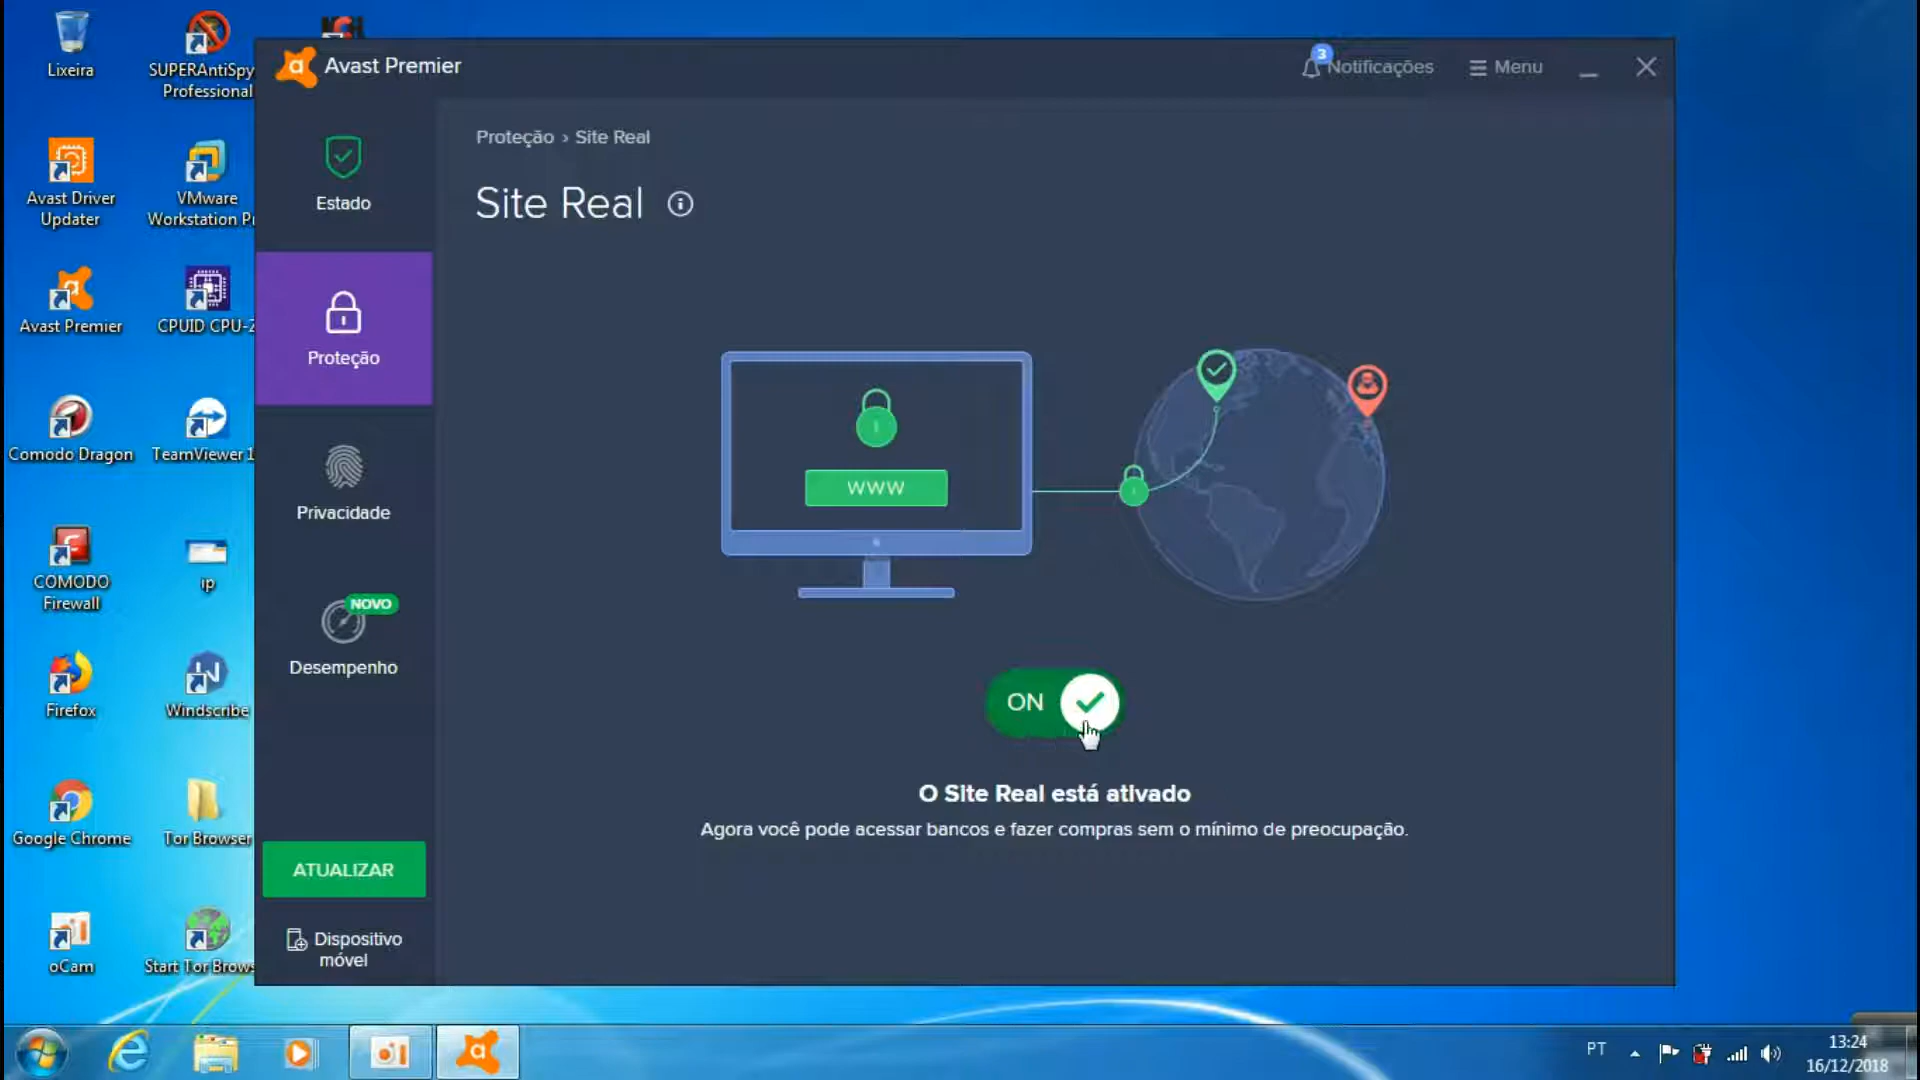 Lixeira
SUPERAntiSpy
Professional
Avast Driver
Updater
VMware
Workstation
Avast Premier
CPUID CPU-Z
Comodo Dragon
TeamViewer 1
COMODO
Firewall
ip
Firefox
Windscribe
Google Chrome
Tor Browser
oCam
Start Tor Brows
Avast Premier
3
Notificações
Menu
Estado
Proteção
Privacidade
NOVO
Desempenho
ATUALIZAR
Dispositivo
móvel
Proteção › Site Real
Site Real
WWW
ON
O Site Real está ativado
Agora você pode acessar bancos e fazer compras sem o mínimo de preocupação.
PT
13:24
16/12/2018